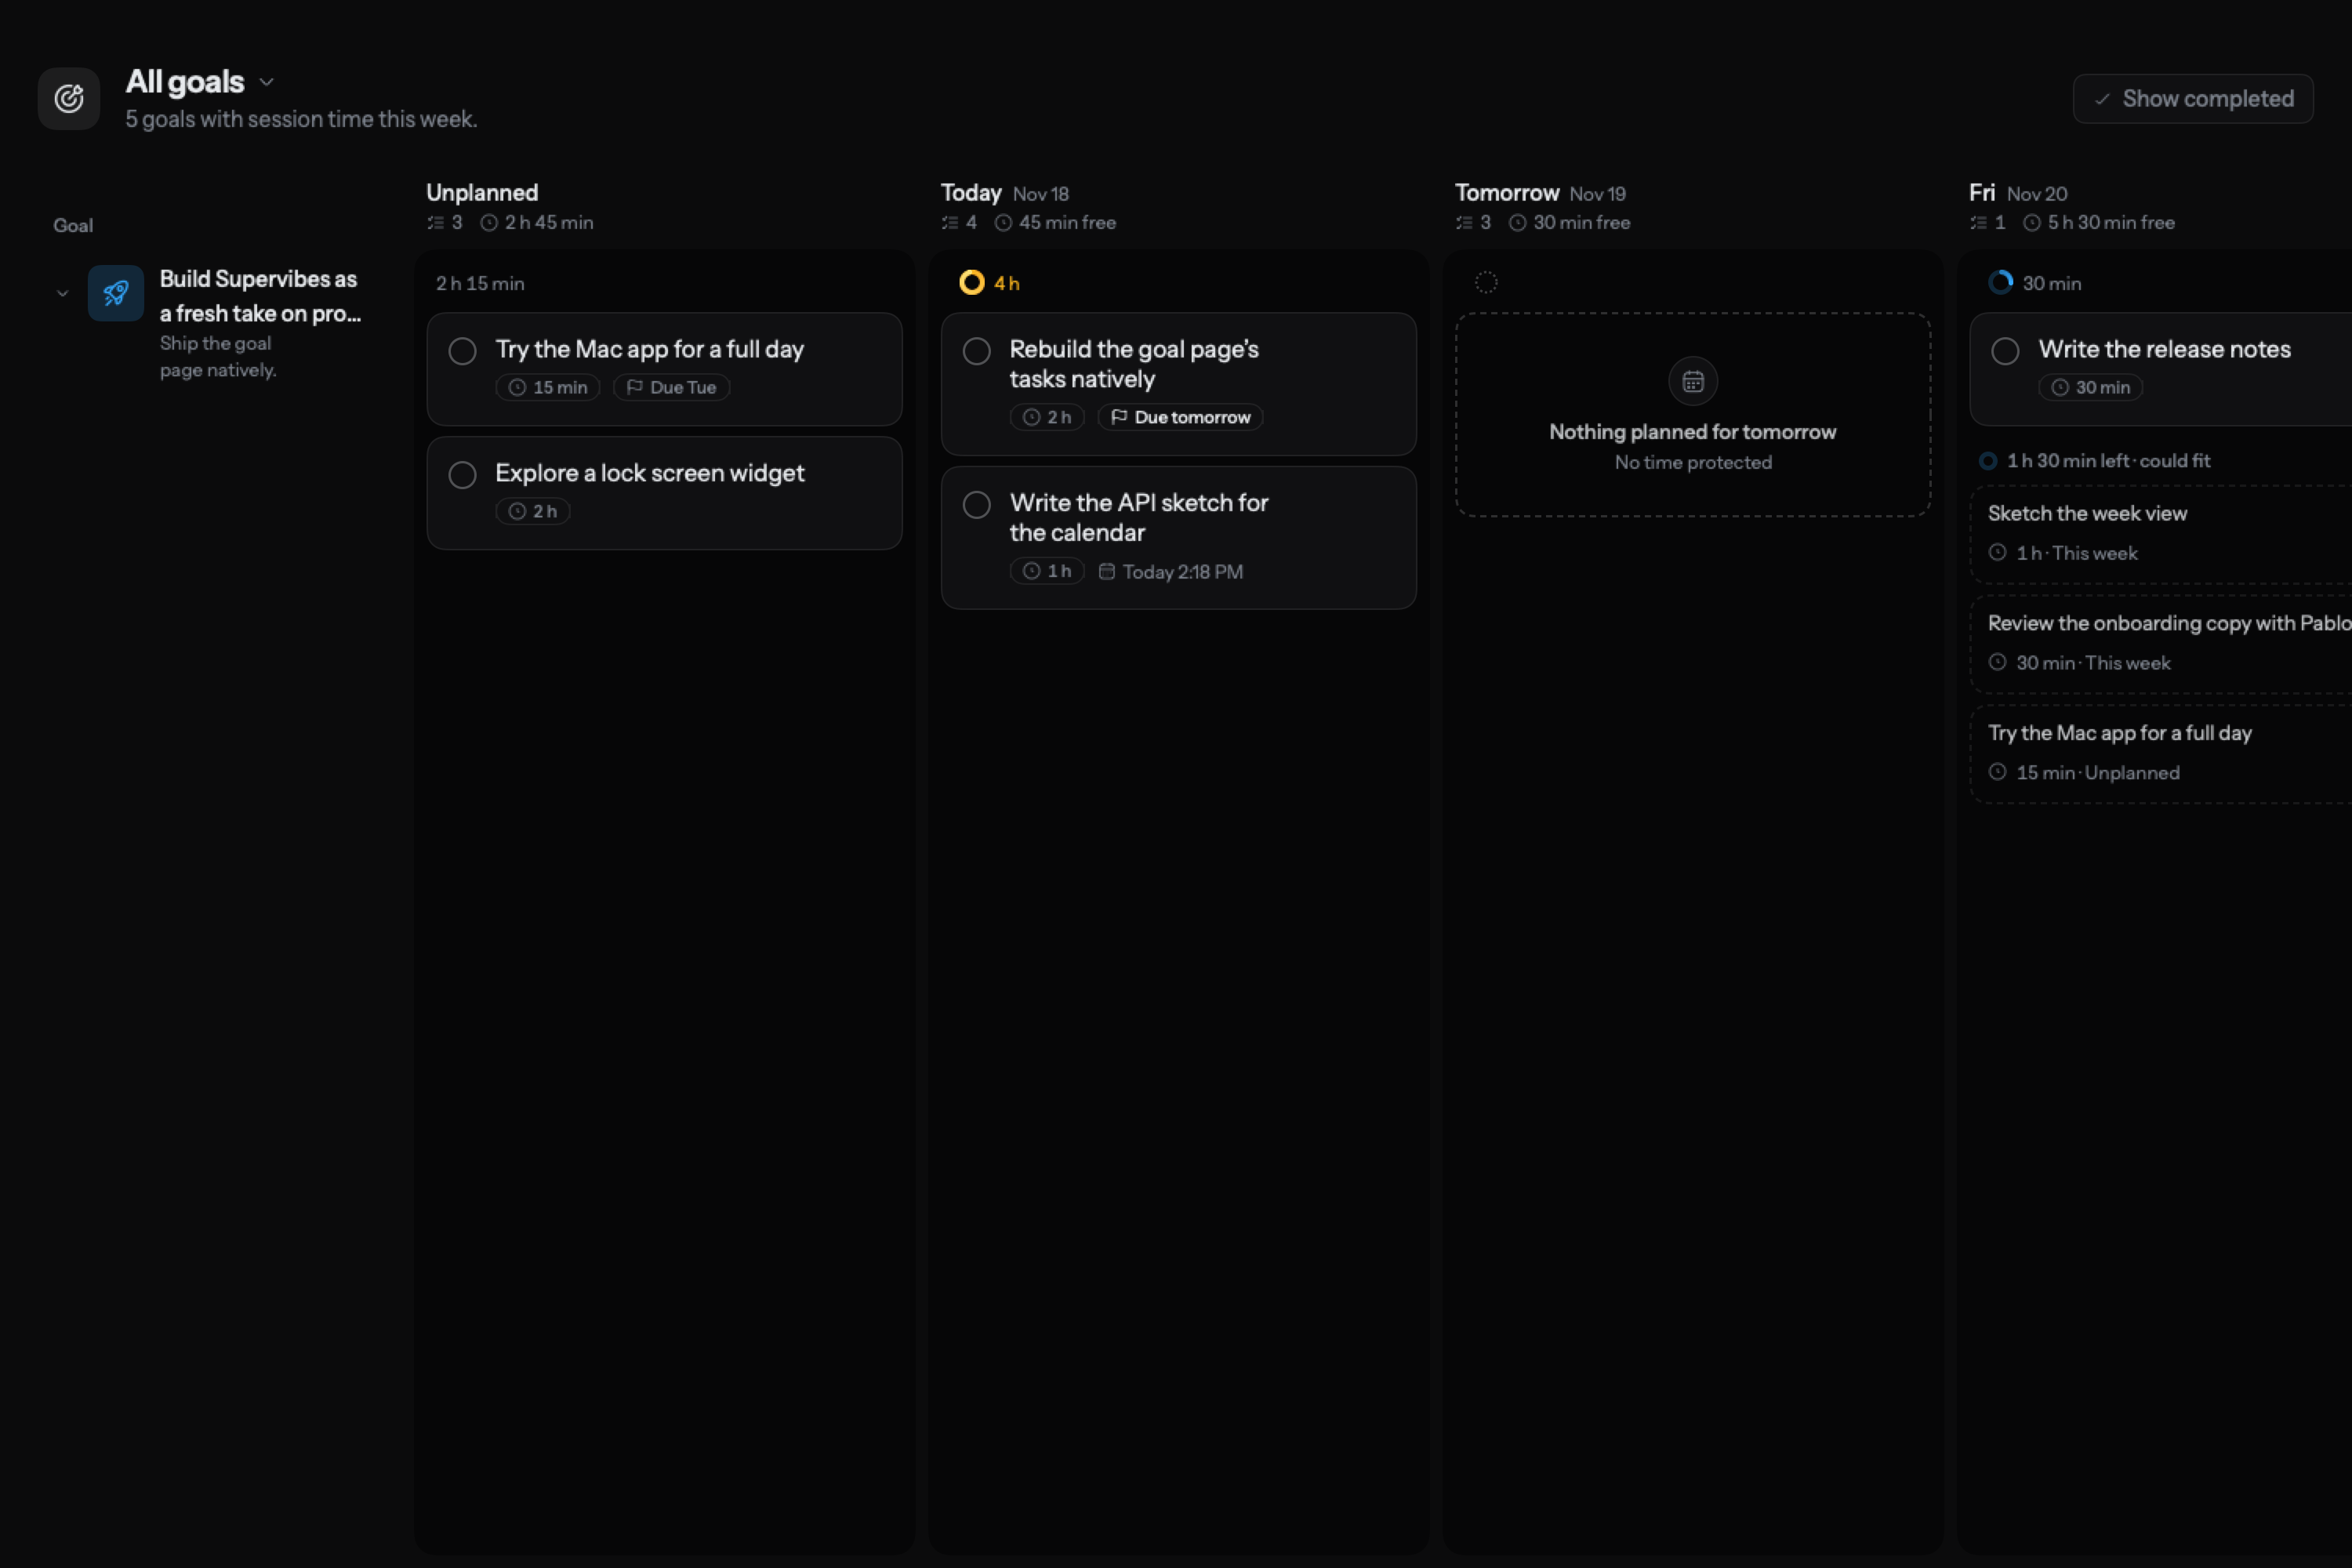 All goals
5 goals with session time this week.
Show completed
Goal
Build Supervibes as
a fresh take on pro...
Ship the goal
page natively.
Unplanned
3 2 h 45 min
2 h 15 min
Try the Mac app for a full day
15 min Due Tue
Explore a lock screen widget
2 h
Today Nov 18
4 45 min free
4 h
Rebuild the goal page’s
tasks natively
2 h Due tomorrow
Write the API sketch for
the calendar
1 h Today 2:18 PM
Tomorrow Nov 19
3 30 min free
Nothing planned for tomorrow
No time protected
Fri Nov 20
1 5 h 30 min free
30 min
Write the release notes
30 min
1 h 30 min left · could fit
Sketch the week view
1 h · This week
Review the onboarding copy with Pablo
30 min · This week
Try the Mac app for a full day
15 min · Unplanned